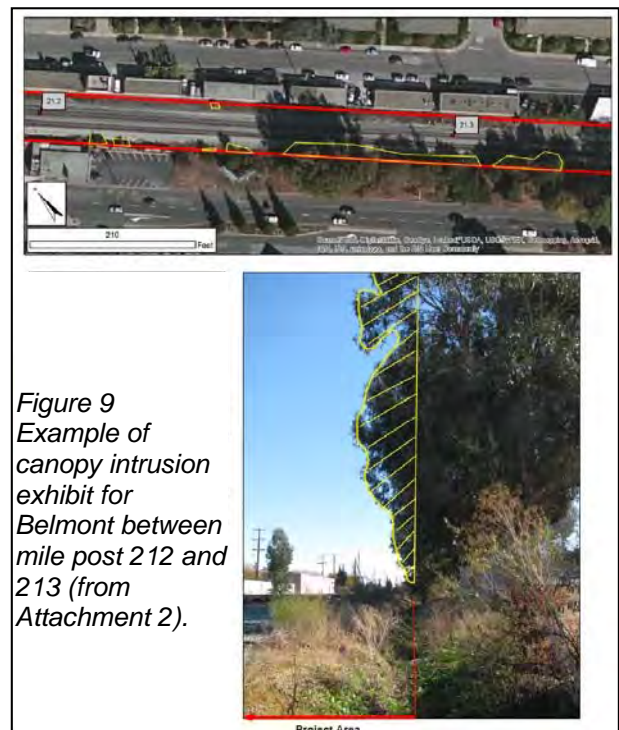 21.2
21.3
210
Feet
Figure 9
Example of
canopy intrusion
exhibit for
Belmont between
mile post 212 and
213 (from
Attachment 2).
Project Area